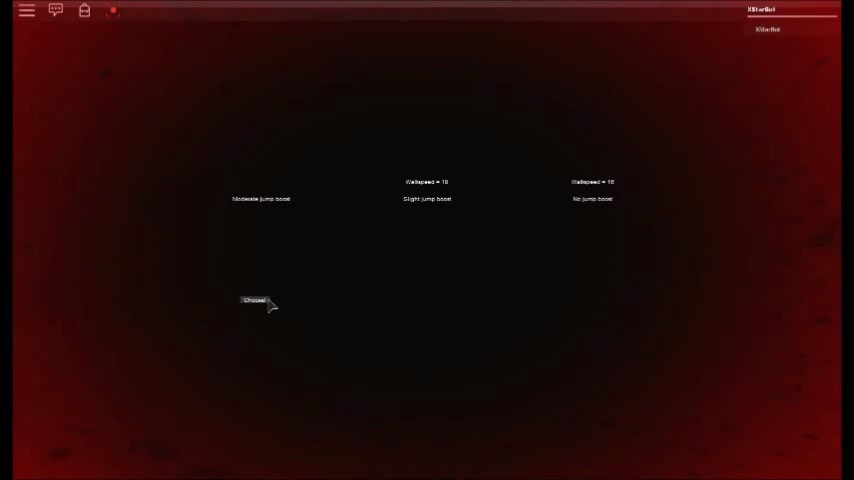 XStarBot
XStarBot
Walkspeed = 18
Walkspeed = 16
Moderate jump boost
Slight jump boost
No jump boost
Choose!